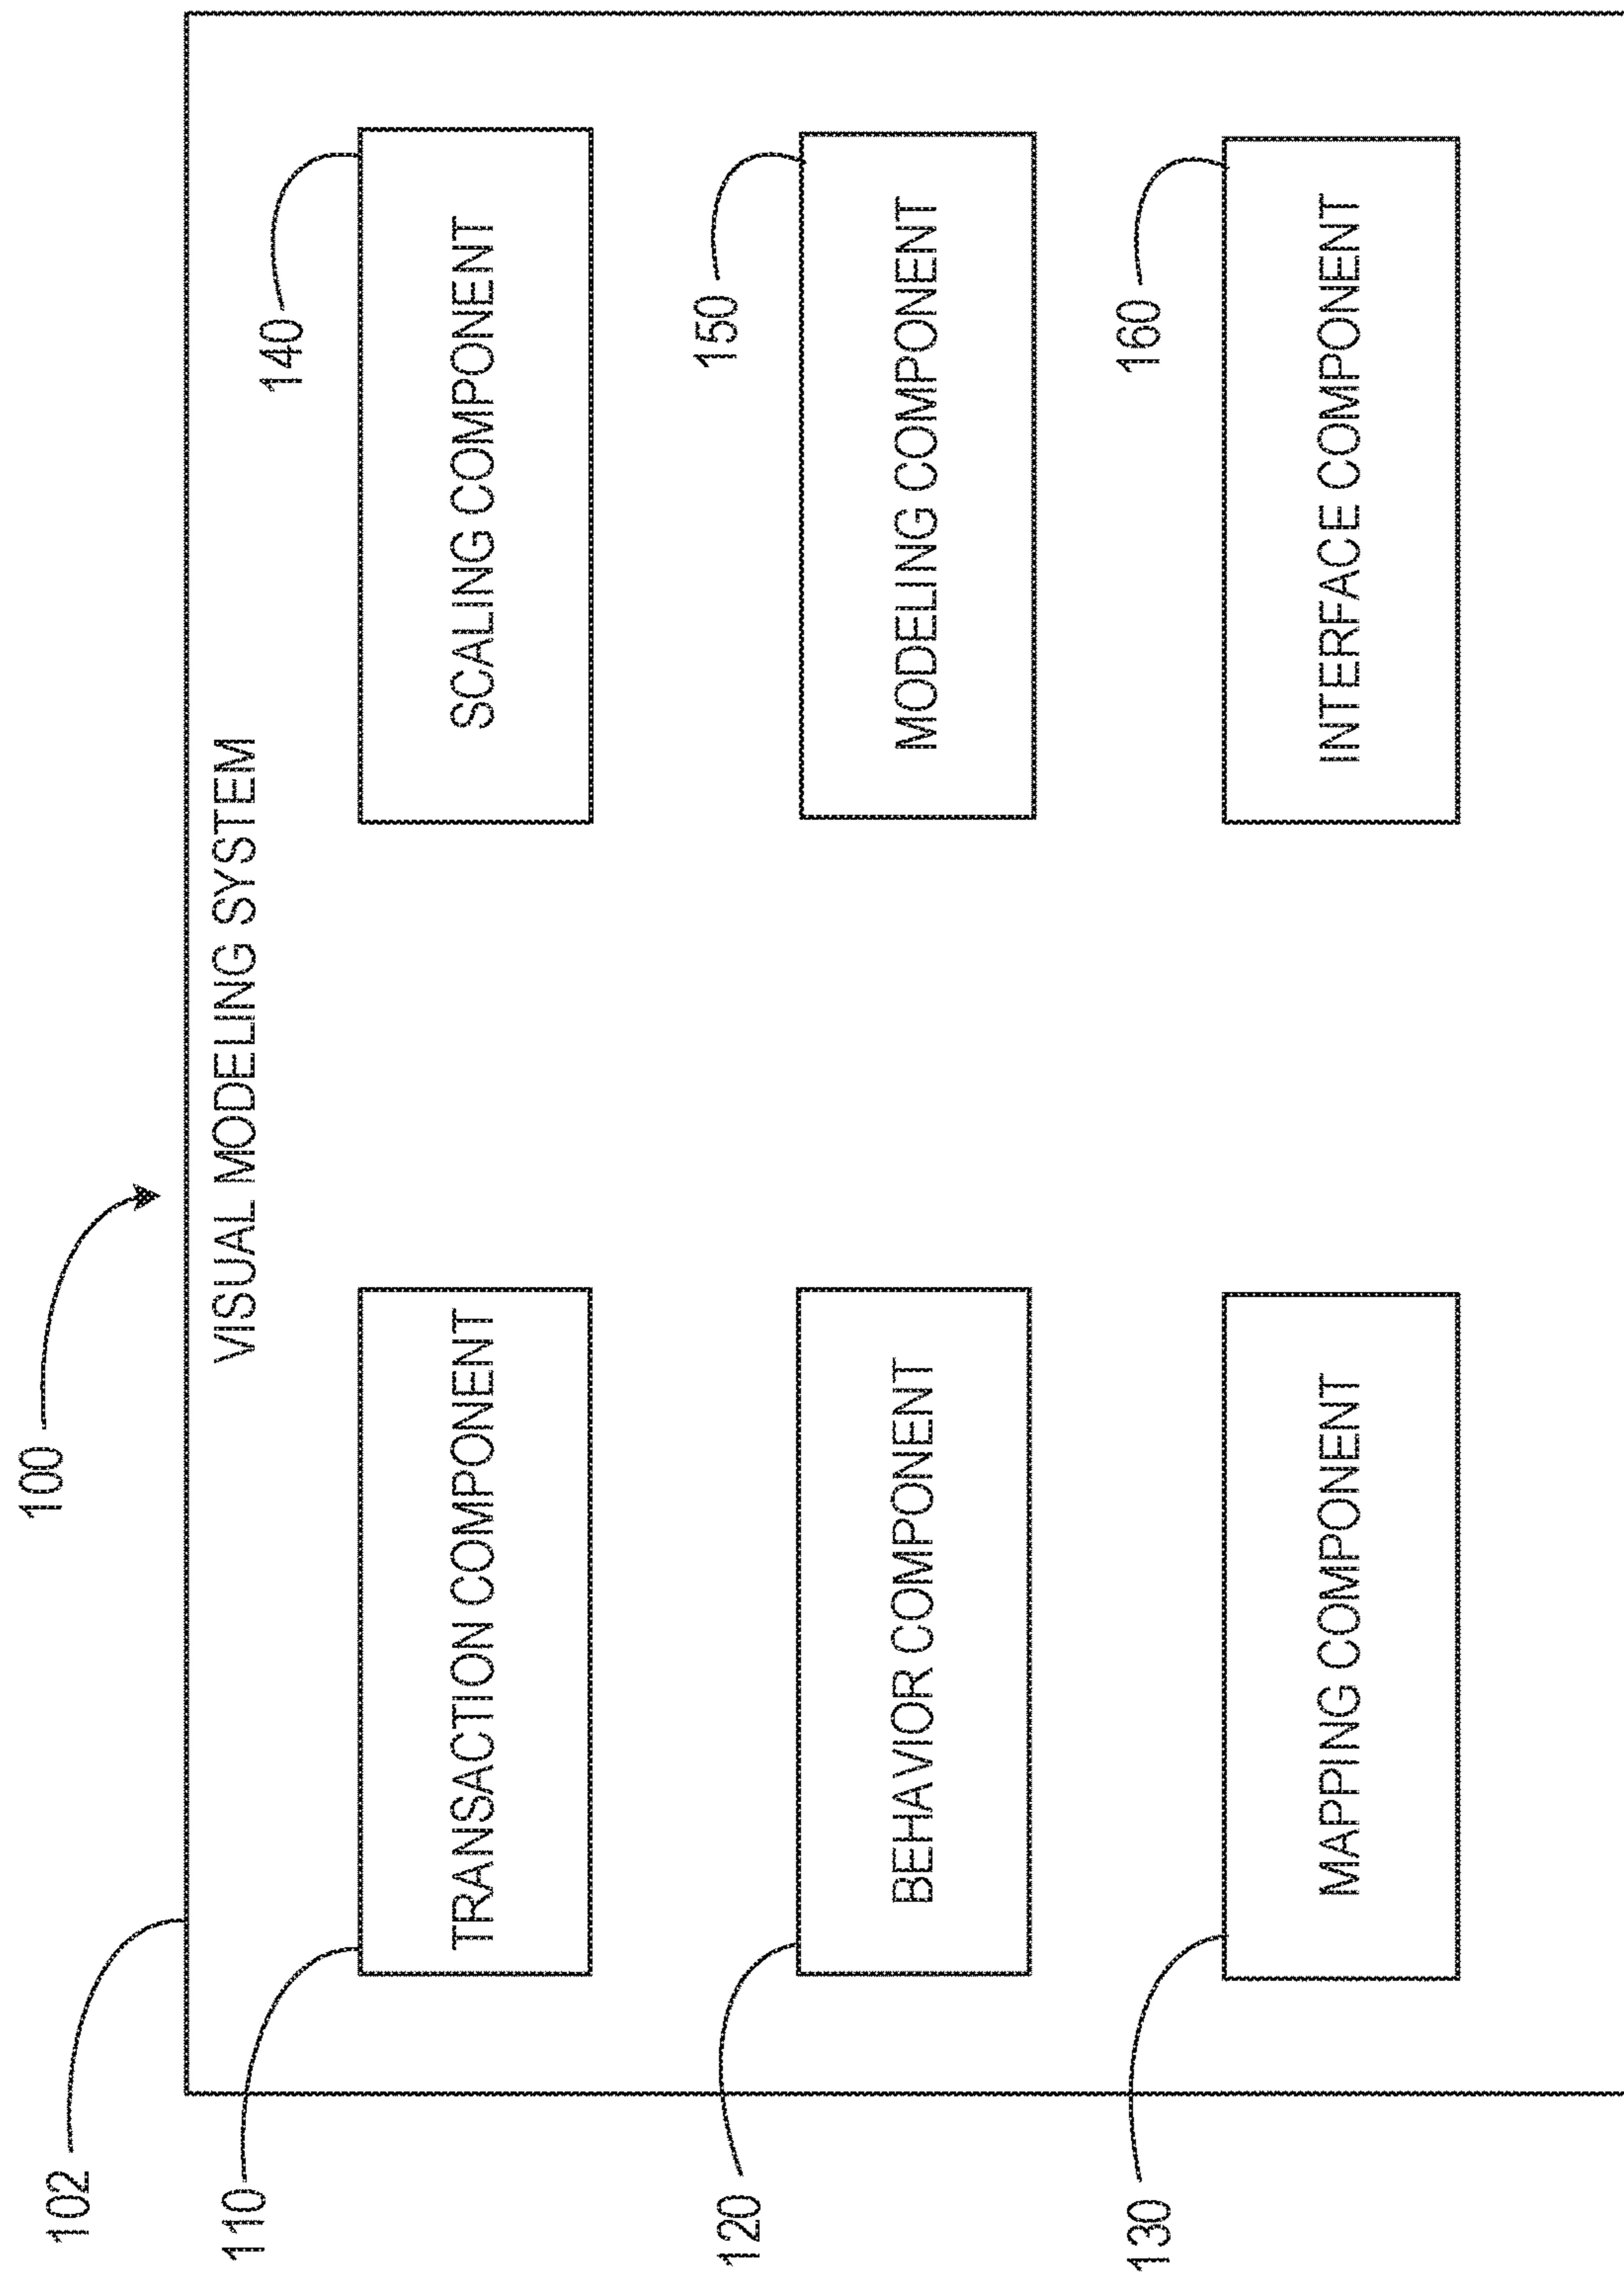 100
102
VISUAL MODELING SYSTEM
110
TRANSACTION COMPONENT
140
SCALING COMPONENT
120
BEHAVIOR COMPONENT
150
MODELING COMPONENT
130
MAPPING COMPONENT
160
INTERFACE COMPONENT